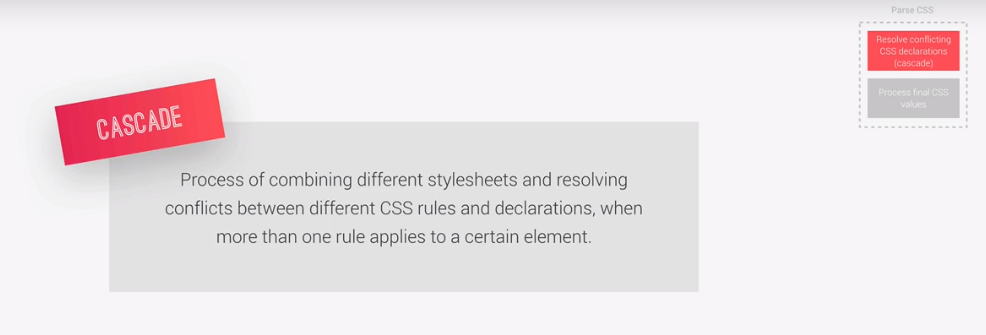 Parse CSS
Resolve conflicting
CSS declarations
(cascade)
Process final CSS
values
CASCADE
Process of combining different stylesheets and resolving
conflicts between different CSS rules and declarations, when
more than one rule applies to a certain element.